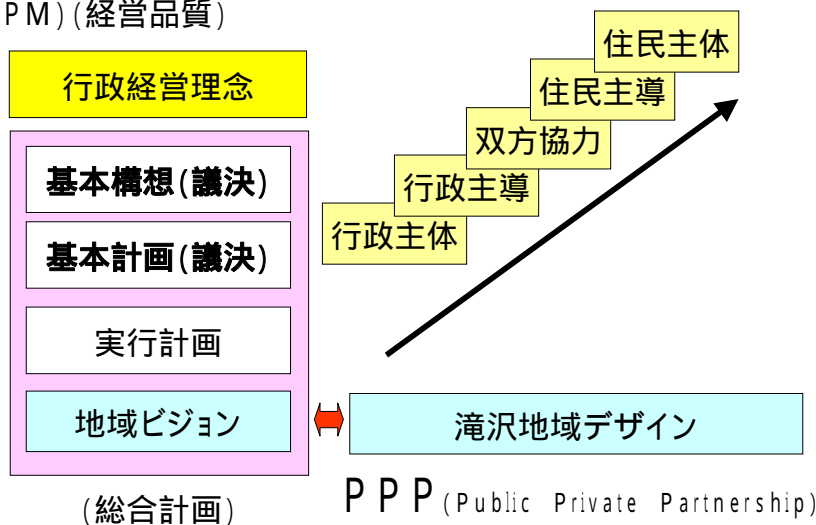 PM)(経営品質)
行政経営理念
基本構想(議決)
基本計画(議決)
実行計画
地域ビジョン
(総合計画)
住民主体
住民主導
双方協力
行政主導
行政主体
滝沢地域デザイン
PPP(Public Private Partnership)